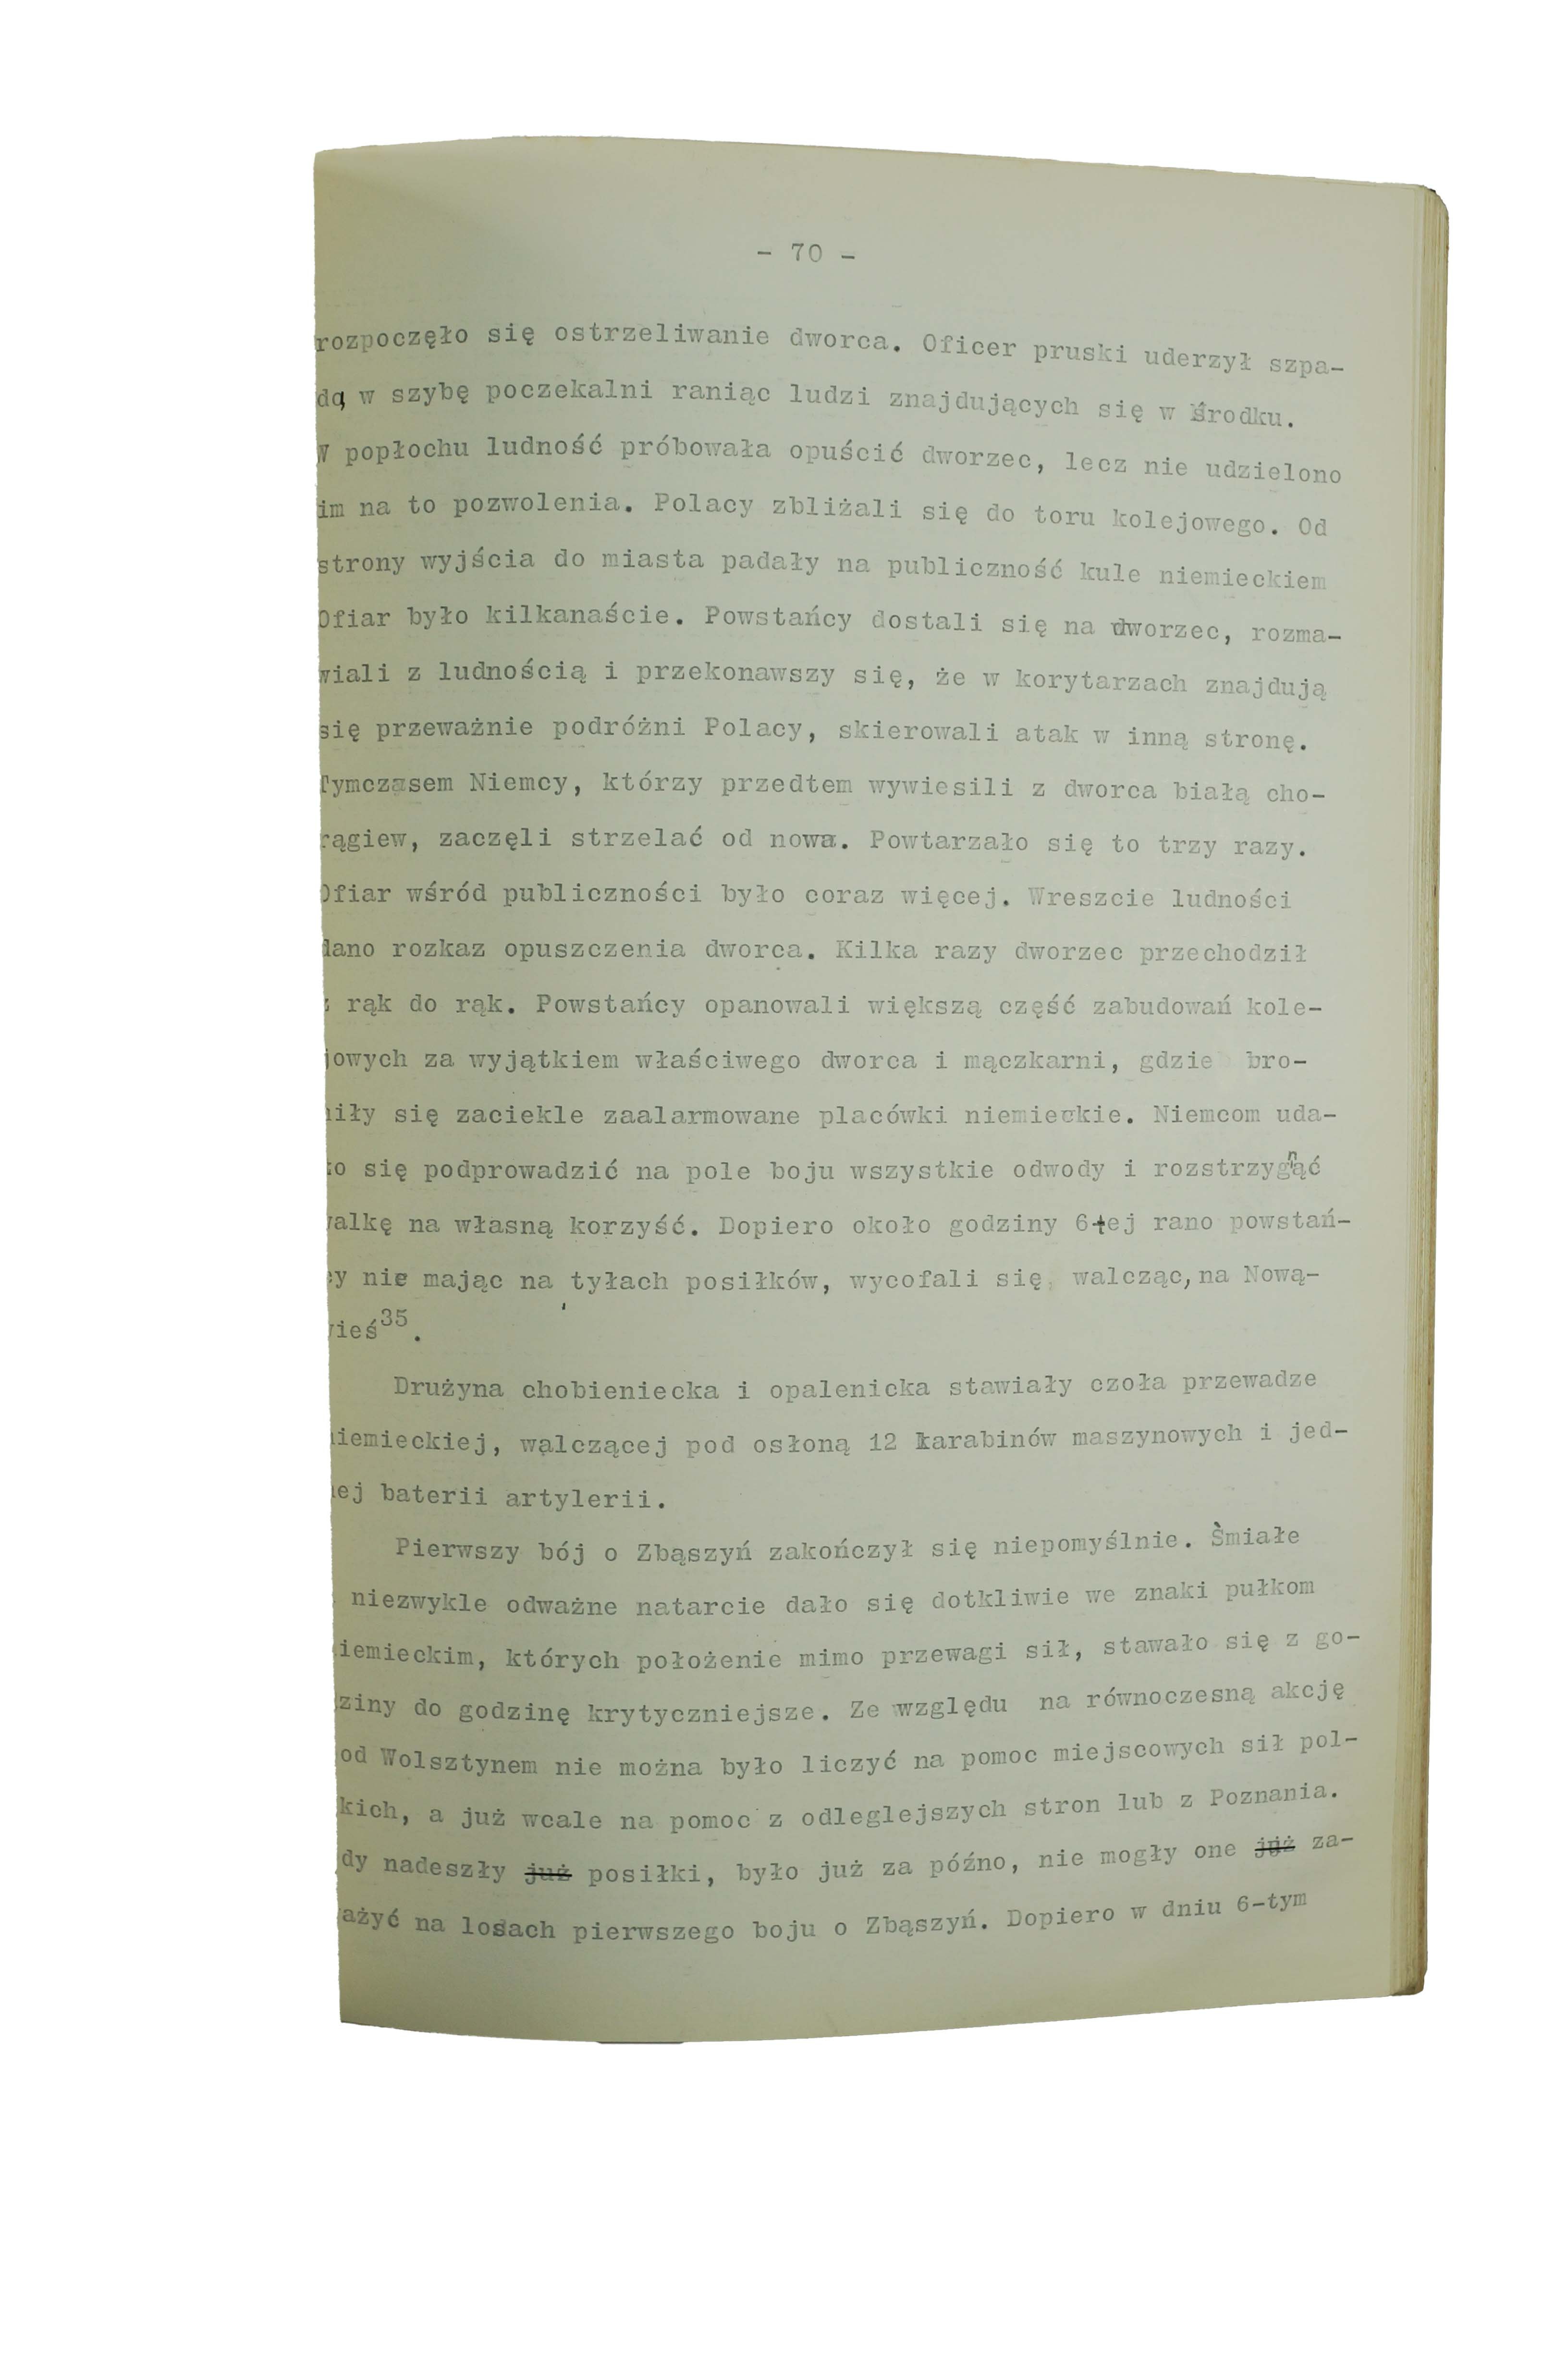 - 70 -
rozpoczęło się ostrzeliwanie dworca. Oficer pruski uderzył szpa-
dą w szybę poczekalni raniąc ludzi znajdujących się w środku.
W popłochu ludność próbowała opuścić dworzec, lecz nie udzielono
im na to pozwolenia. Polacy zbliżali się do toru kolejowego. Od
strony wyjścia do miasta padały na publiczność kule niemieckiem
Ofiar było kilkanaście. Powstańcy dostali się na dworzec, rozma-
wiali z ludnością i przekonawszy się, że w korytarzach znajdują
się przeważnie podróżni Polacy, skierowali atak w inną stronę.
Tymczasem Niemcy, którzy przedtem wywiesili z dworca białą cho-
rągiew, zaczęli strzelać od nowa. Powtarzało się to trzy razy.
Ofiar wśród publiczności było coraz więcej. Wreszcie ludności
dano rozkaz opuszczenia dworca. Kilka razy dworzec przechodził
z rąk do rąk. Powstańcy opanowali większą część zabudowań kole-
jowych za wyjątkiem właściwego dworca i mączkarni, gdzie bro-
niły się zaciekle zaalarmowane placówki niemieckie. Niemcom uda-
ło się podprowadzić na pole boju wszystkie odwody i rozstrzygnąć
walkę na własną korzyść. Dopiero około godziny 6-tej rano powstań-
cy nie mając na tyłach posiłków, wycofali się, walcząc, na Nową-
wieś35.
Drużyna chobieniecka i opalenicka stawiały czoła przewadze
niemieckiej, walczącej pod osłoną 12 karabinów maszynowych i jed-
nej baterii artylerii.
Pierwszy bój o Zbąszyń zakończył się niepomyślnie. Śmiałe
niezwykle odważne natarcie dało się dotkliwie we znaki pułkom
iemieckim, których położenie mimo przewagi sił, stawało się z go-
ziny do godzinę krytyczniejsze. Ze względu na równoczesną akcję
od Wolsztynem nie można było liczyć na pomoc miejscowych sił pol-
kich, a już wcale na pomoc z odleglejszych stron lub z Poznania.
dy nadeszły już posiłki, było już za późno, nie mogły one już za-
ażyć na losach pierwszego boju o Zbąszyń. Dopiero w dniu 6-tym